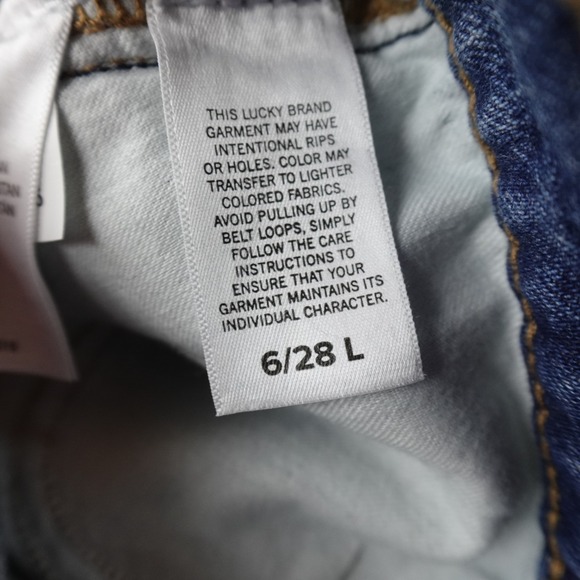 THIS LUCKY BRAND
GARMENT MAY HAVE
INTENTIONAL RIPS
OR HOLES. COLOR MAY
TRANSFER TO LIGHTER
COLORED FABRICS.
AVOID PULLING UP BY
BELT LOOPS, SIMPLY
FOLLOW THE CARE
INSTRUCTIONS TO
ENSURE THAT YOUR
GARMENT MAINTAINS ITS
INDIVIDUAL CHARACTER.
6/28 L